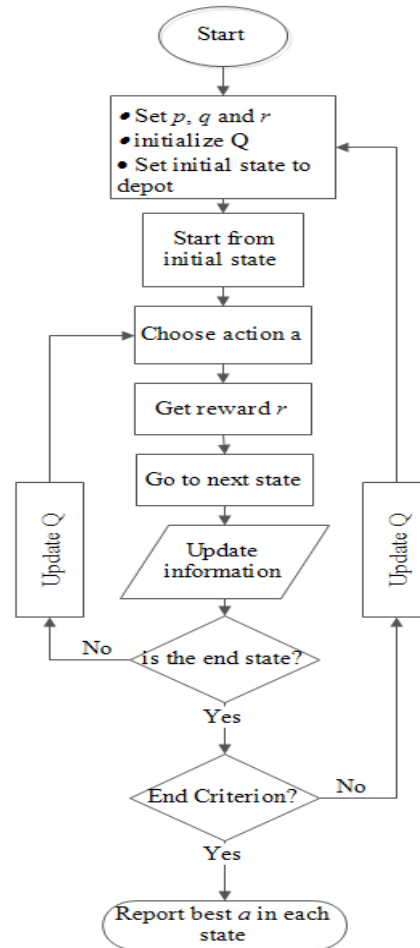 Start
• Set p, q and r
• initialize Q
• Set initial state to
depot
Start from
initial state
Choose action a
Get reward r
Go to next state
Update Q
Update
information
Update Q
No
is the end state?
Yes
End Criterion?
No
Yes
Report best a in each
state